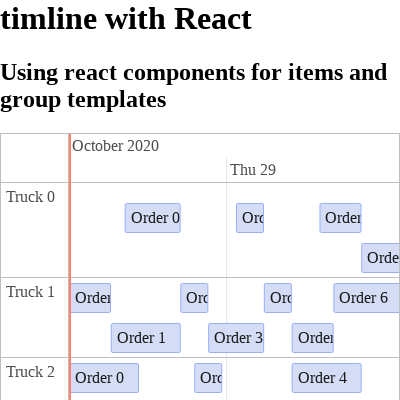 timline with React
Using react components for items and
group templates
October 2020
Thu 29
Truck 0
Order 0
Orc
Order
Orde
Truck 1
Order
Orc
Orc
Order 6
Order 1
Order 3
Order
Truck 2
Order 0
Orc
Order 4